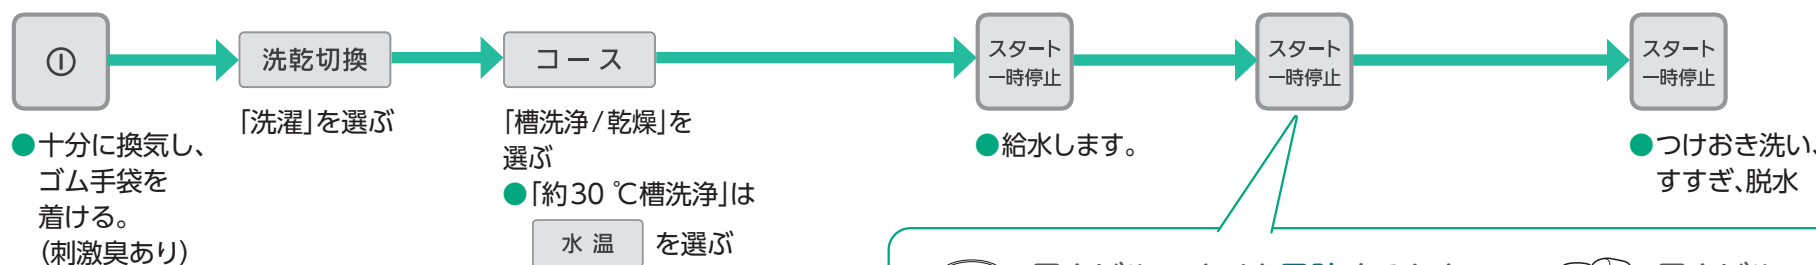 洗乾切換
コース
スタート
一時停止
スタート
一時停止
スタート
一時停止
「洗濯」を選ぶ
「槽洗浄/乾燥」を
選ぶ
●「約30 ℃槽洗浄」は
水温 を選ぶ
●十分に換気し、
ゴム手袋を
着ける。
(刺激臭あり)
●給水します。
●つけおき洗い、
すすぎ、脱水